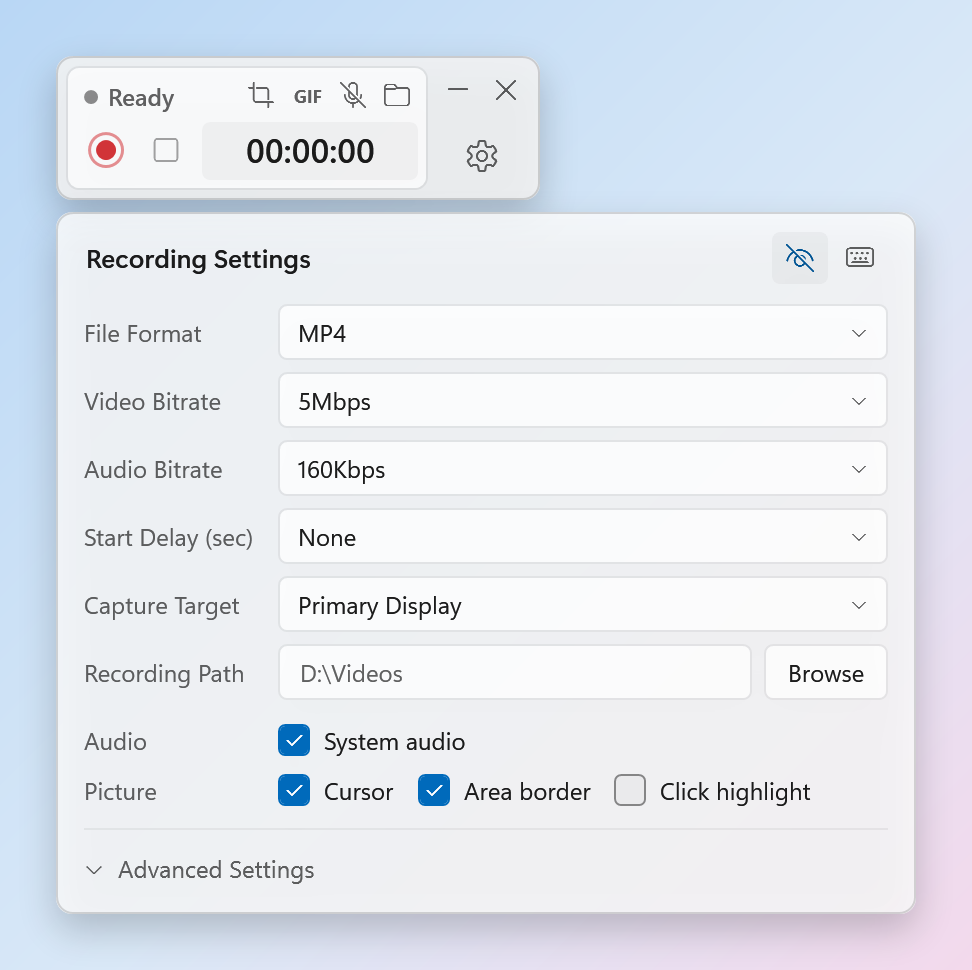 Ready GIF
00:00:00
Recording Settings
File Format MP4
Video Bitrate 5Mbps
Audio Bitrate 160Kbps
Start Delay (sec) None
Capture Target Primary Display
Recording Path D:\Videos Browse
Audio System audio
Picture Cursor Area border Click highlight
Advanced Settings